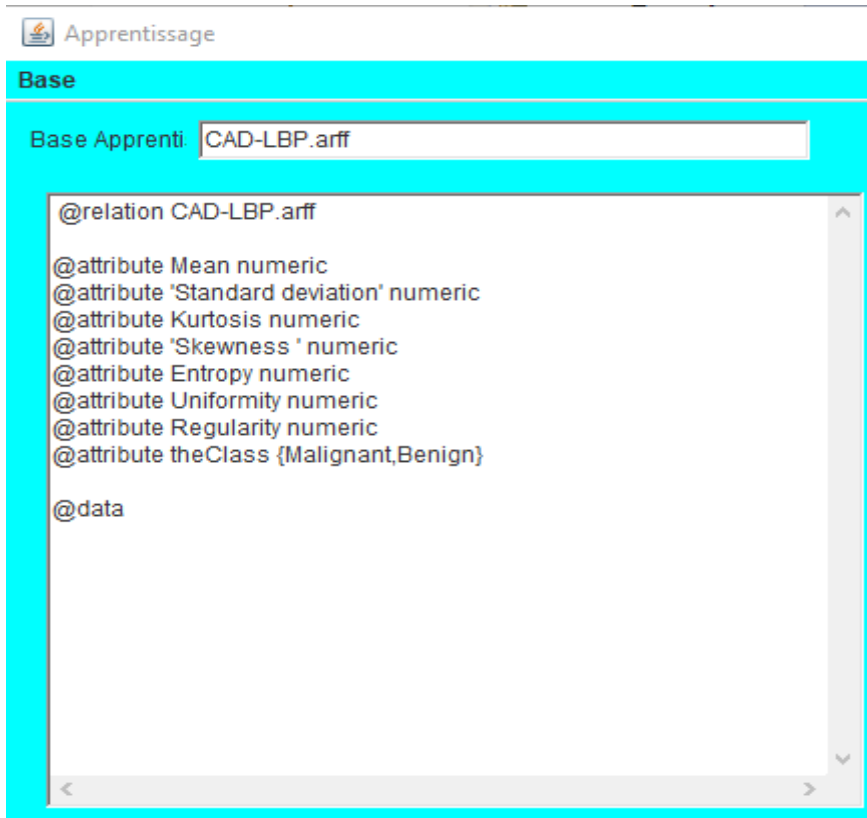 Apprentissage
Base
Base Apprenti
CAD-LBP.arff
@relation CAD-LBP.arff
@attribute Mean numeric
@attribute 'Standard deviation' numeric
@attribute Kurtosis numeric
@attribute 'Skewness ' numeric
@attribute Entropy numeric
@attribute Uniformity numeric
@attribute Regularity numeric
@attribute theClass {Malignant,Benign}
@data